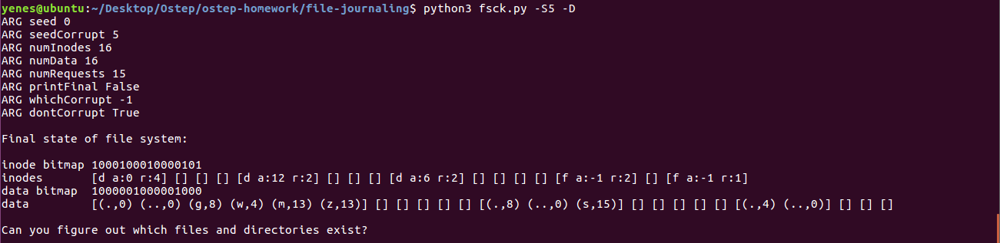 yenes@ubuntu:~/Desktop/Ostep/ostep-homework/file-journaling$ python3 fsck.py -S5 -D
ARG seed 0
ARG seedCorrupt 5
ARG numInodes 16
ARG numData 16
ARG numRequests 15
ARG printFinal False
ARG whichCorrupt -1
ARG dontCorrupt True
Final state of file system:
inode bitmap 1000100010000101
inodes [d a:0 r:4] [] [] [] [d a:12 r:2] [] [] [] [d a:6 r:2] [] [] [] [] [f a:-1 r:2] [] [f a:-1 r:1]
data bitmap 1000001000001000
data [(.,0) (..,0) (g,8) (w,4) (m,13) (z,13)] [] [] [] [] [] [(.,8) (..,0) (s,15)] [] [] [] [] [] [(.,4) (..,0)] [] [] []
Can you figure out which files and directories exist?